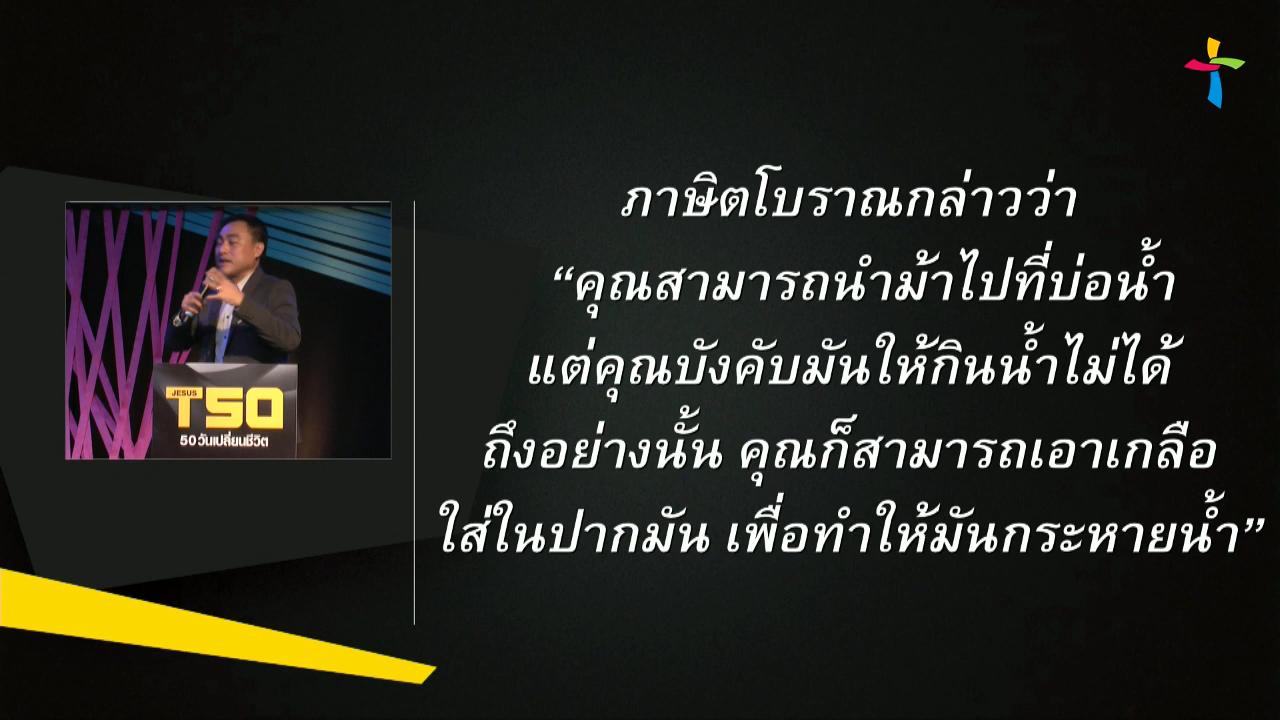 ภาษิตโบราณกล่าวว่า
“คุณสามารถนำม้าไปที่บ่อน้ำ
แต่คุณบังคับมันให้กินน้ำไม่ได้
ถึงอย่างนั้น คุณก็สามารถเอาเกลือ
ใส่ในปากมัน เพื่อทำให้มันกระหายน้ำ”
JESUS
T50
50 วันเปลี่ยนชีวิต